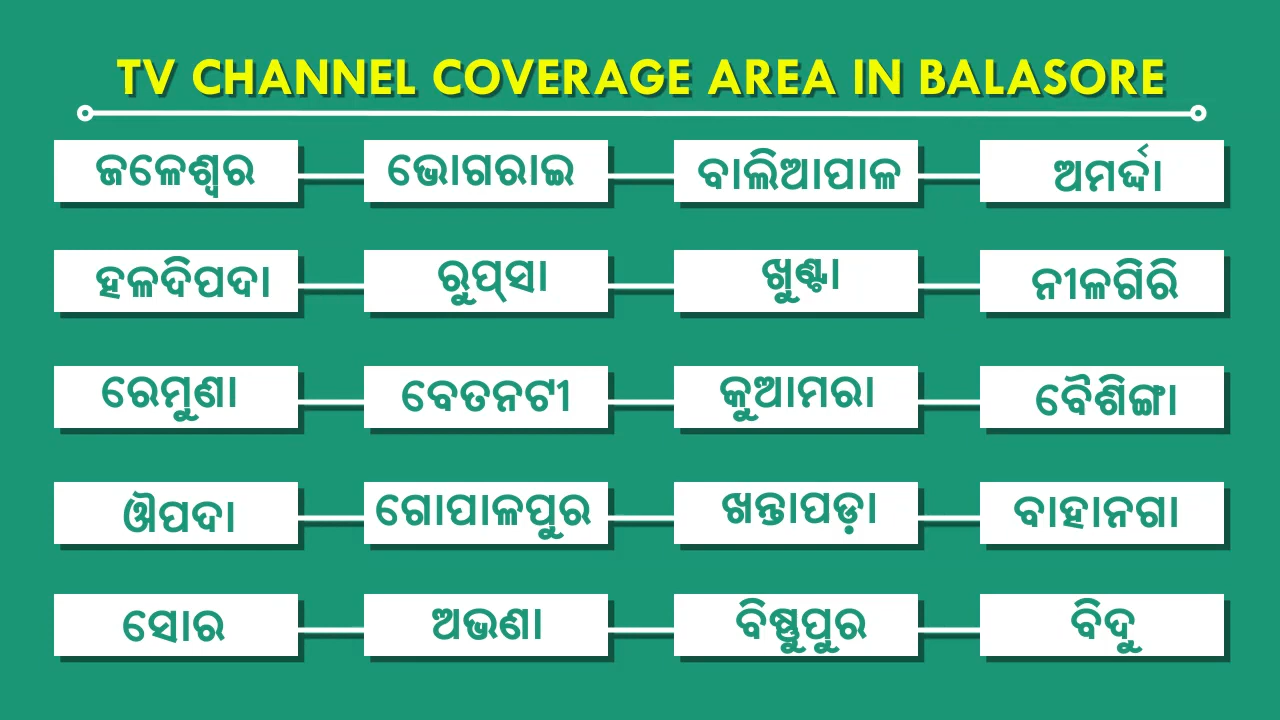 TV CHANNEL COVERAGE AREA IN BALASORE
ଜଳେଶ୍ୱର ଭୋଗରାଇ ବାଲିଆପାଳ ଅମର୍ଦ୍ଦା
ହଳଦିପଦା ରୁପ୍‌ସା ଖୁଣ୍ଟା ନୀଳଗିରି
ରେମୁଣା ବେତନଟୀ କୁଆମରା ବୈଶିଙ୍ଗା
ଔପଦା ଗୋପାଳପୁର ଖନ୍ତାପଡ଼ା ବାହାନଗା
ସୋର ଅଭଣା ବିଷ୍ଣୁପୁର ବିଦୁ